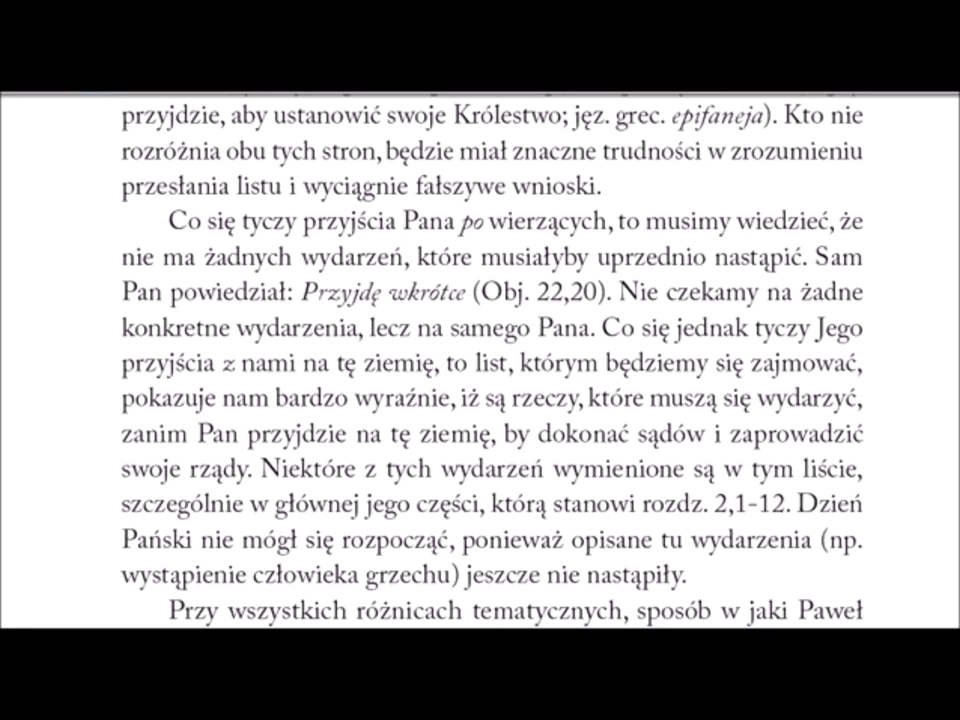 przyjdzie, aby ustanowić swoje Królestwo; jęz. grec. epifaneja). Kto nie
rozróżnia obu tych stron, będzie miał znaczne trudności w zrozumieniu
przesłania listu i wyciągnie fałszywe wnioski.
Co się tyczy przyjścia Pana po wierzących, to musimy wiedzieć, że
nie ma żadnych wydarzeń, które musiałyby uprzednio nastąpić. Sam
Pan powiedział: Przyjdę wkrótce (Obj. 22,20). Nie czekamy na żadne
konkretne wydarzenia, lecz na samego Pana. Co się jednak tyczy Jego
przyjścia z nami na tę ziemię, to list, którym będziemy się zajmować,
pokazuje nam bardzo wyraźnie, iż są rzeczy, które muszą się wydarzyć,
zanim Pan przyjdzie na tę ziemię, by dokonać sądów i zaprowadzić
swoje rządy. Niektóre z tych wydarzeń wymienione są w tym liście,
szczególnie w głównej jego części, którą stanowi rozdz. 2,1-12. Dzień
Pański nie mógł się rozpocząć, ponieważ opisane tu wydarzenia (np.
wystąpienie człowieka grzechu) jeszcze nie nastąpiły.
Przy wszystkich różnicach tematycznych, sposób w jaki Paweł